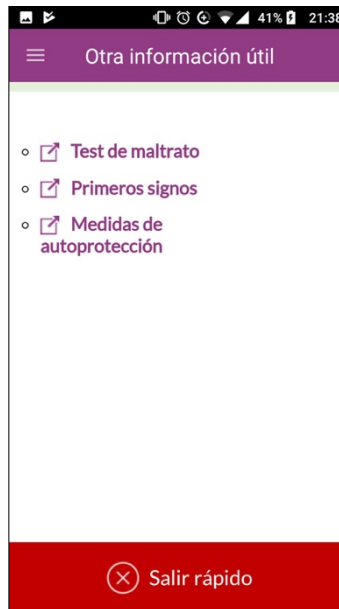 41% 21:38
Otra información útil
Test de maltrato
Primeros signos
Medidas de
autoprotección
Salir rápido